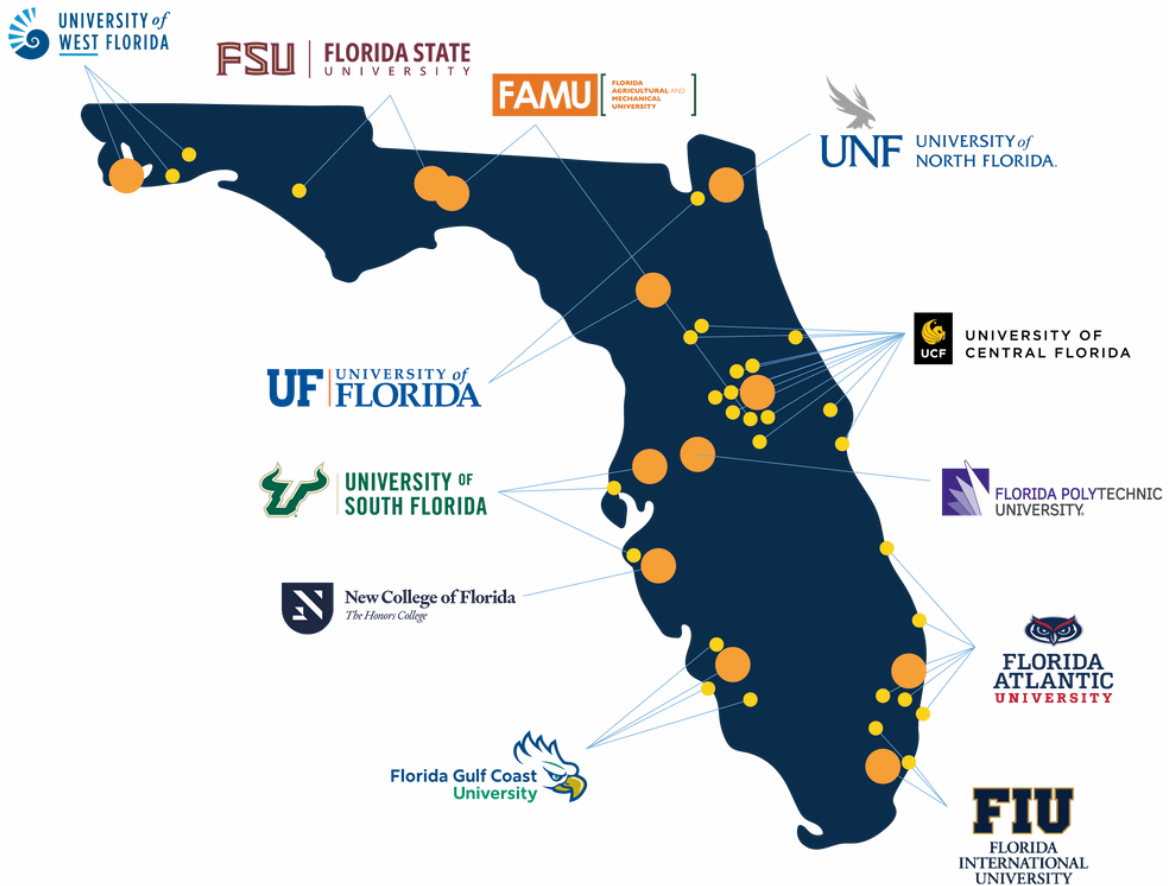 UNIVERSITY of
WEST FLORIDA
FSU FLORIDA STATE
UNIVERSITY
FAMU FLORIDA
AGRICULTURAL AND
MECHANICAL
UNIVERSITY
UNF UNIVERSITY of
NORTH FLORIDA.
UCF
UNIVERSITY OF
CENTRAL FLORIDA
UF UNIVERSITY of
FLORIDA
UNIVERSITY OF
SOUTH FLORIDA
FLORIDA POLYTECHNIC
UNIVERSITY.
New College of Florida
The Honors College
FLORIDA
ATLANTIC
UNIVERSITY
Florida Gulf Coast
University
FIU
FLORIDA
INTERNATIONAL
UNIVERSITY